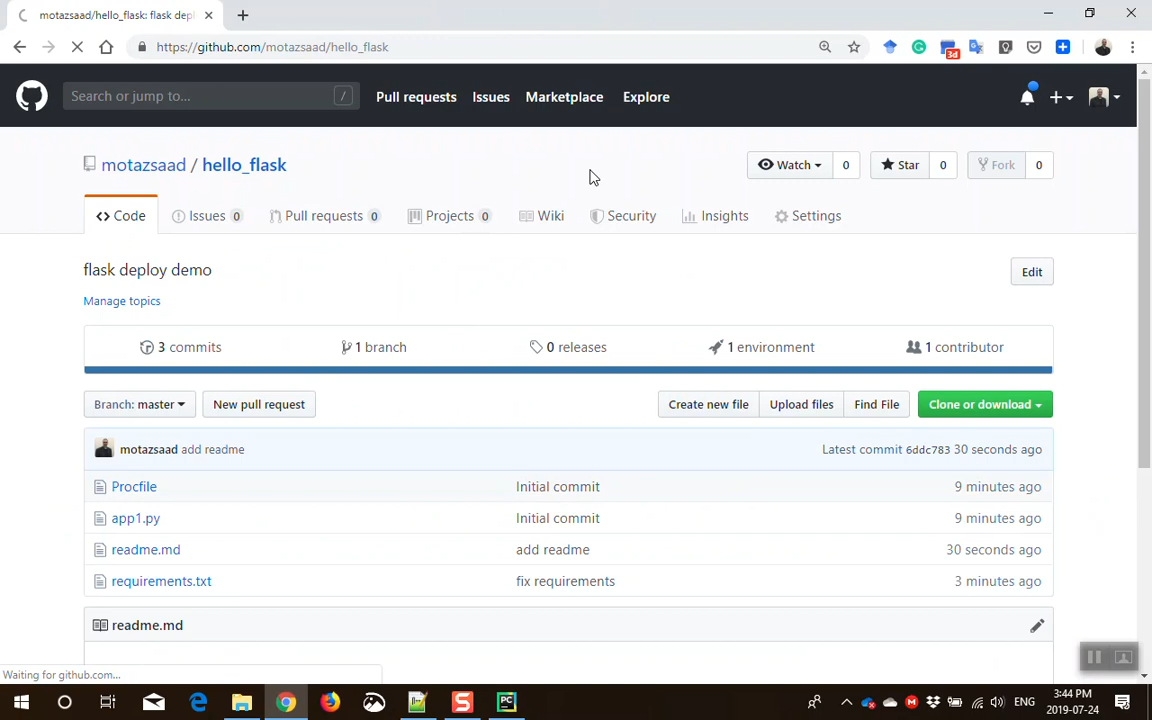 motazsaad/hello_flask: flask dep
https://github.com/motazsaad/hello_flask
3d
Search or jump to... /
Pull requests Issues Marketplace Explore
motazsaad / hello_flask
Watch 0 Star 0 Fork 0
Code Issues 0 Pull requests 0 Projects 0 Wiki Security Insights Settings
flask deploy demo
Edit
Manage topics
3 commits 1 branch 0 releases 1 environment 1 contributor
Branch: master New pull request Create new file Upload files Find File Clone or download
motazsaad add readme Latest commit 6ddc783 30 seconds ago
Procfile Initial commit 9 minutes ago
app1.py Initial commit 9 minutes ago
readme.md add readme 30 seconds ago
requirements.txt fix requirements 3 minutes ago
readme.md
Waiting for github.com...
ENG
3:44 PM
2019-07-24